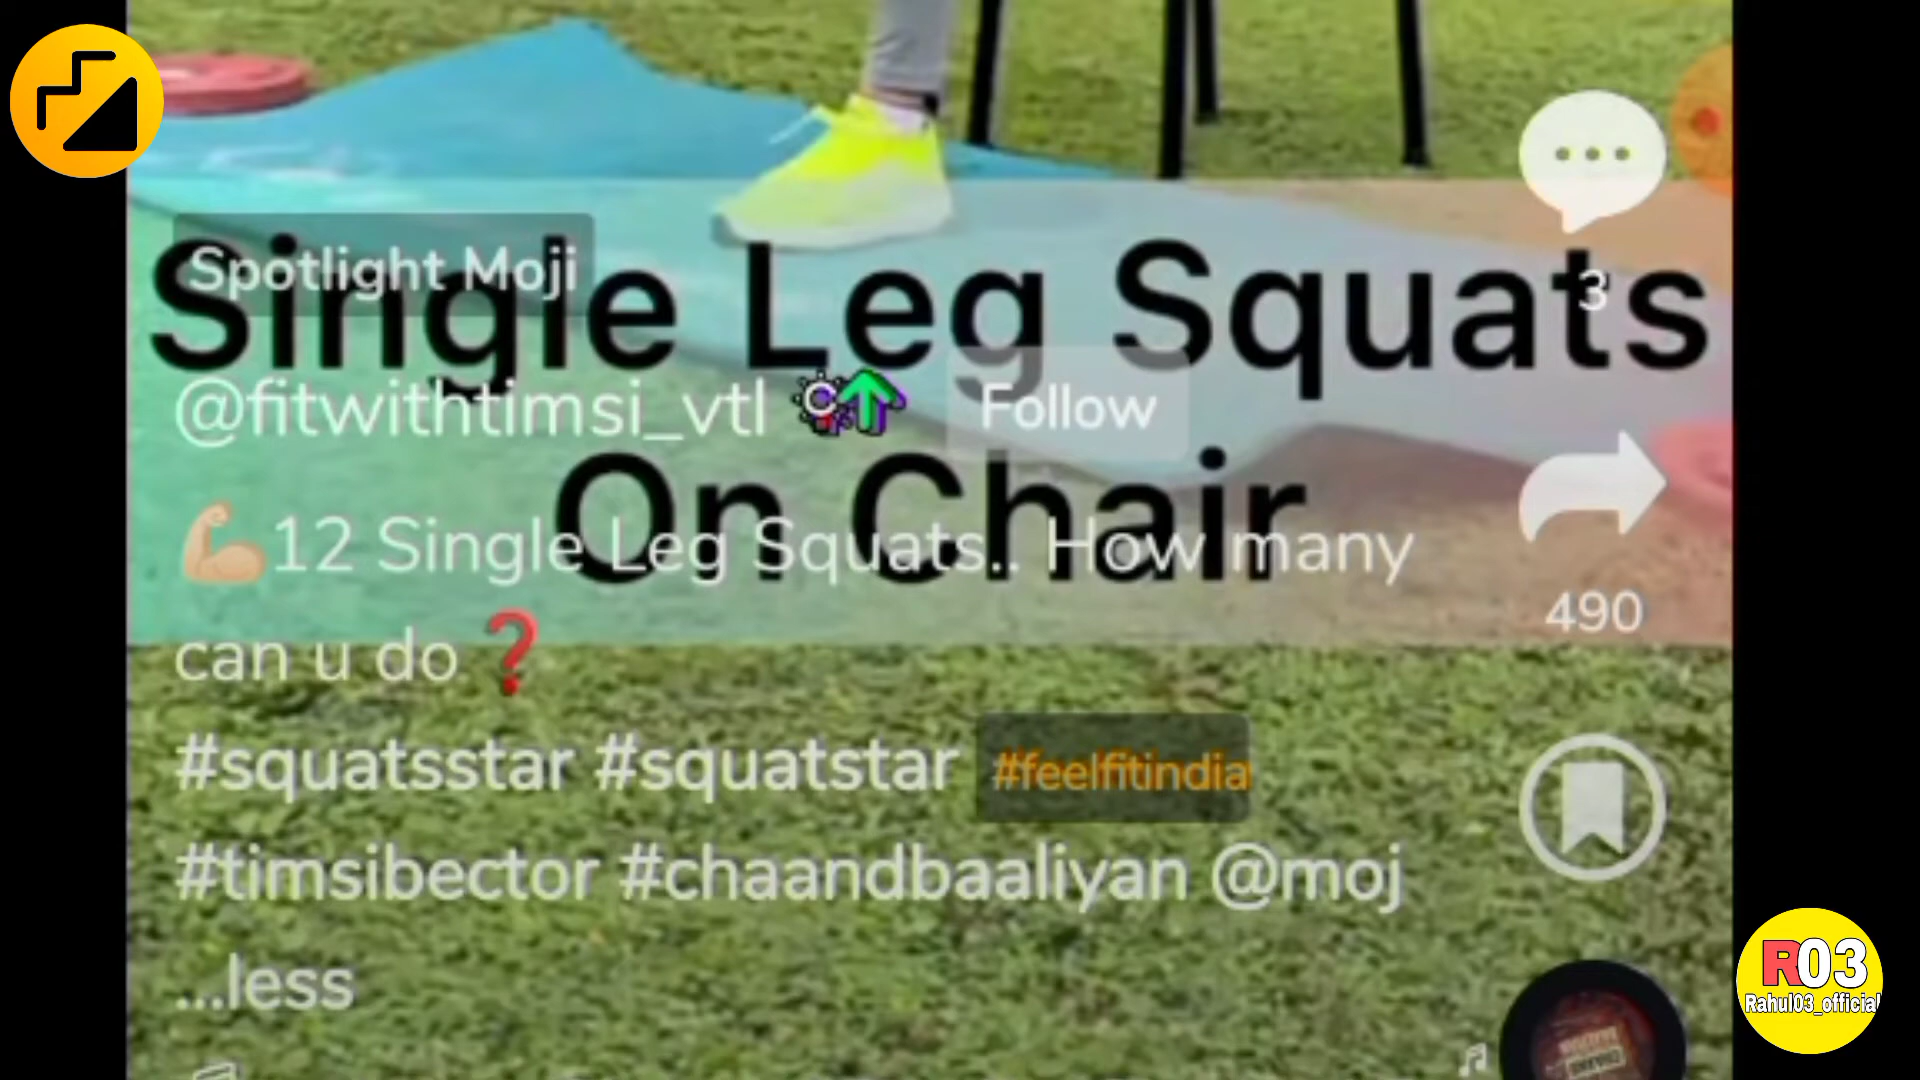 Single Leg Squats
On Chair
Spotlight Moji
3
@fitwithtimsi_vtl
Follow
💪🏼12 Single Leg Squats.. How many
can u do ❓
490
#squatsstar #squatstar #feelfitindia
#timsibector #chaandbaaliyan @moj
...less
R03
Rahul03_official